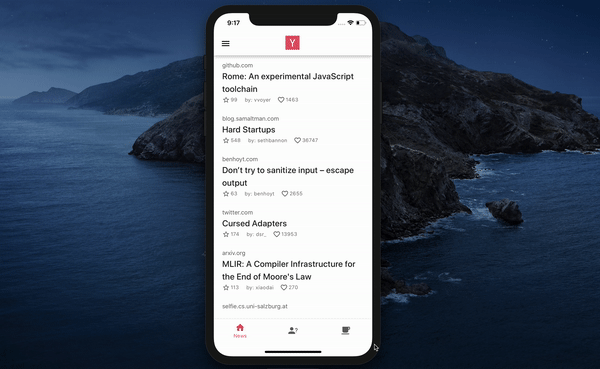 9:17
Y
github.com
Rome: An experimental JavaScript
toolchain
99 by: vvoyer 1463
blog.samaltman.com
Hard Startups
548 by: sethbannon 36747
benhoyt.com
Don't try to sanitize input – escape
output
63 by: benhoyt 2655
twitter.com
Cursed Adapters
174 by: dsr_ 13953
arxiv.org
MLIR: A Compiler Infrastructure for
the End of Moore's Law
113 by: xiaodai 270
selfie.cs.uni-salzburg.at
News